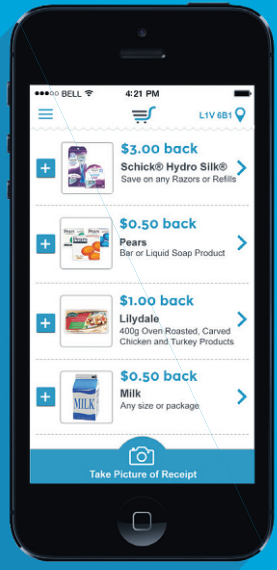 BELL 4:21 PM
L1V 6B1
$3.00 back
Schick® Hydro Silk®
Save on any Razors or Refills
$0.50 back
Pears
Bar or Liquid Soap Product
Pears
$1.00 back
Lilydale
400g Oven Roasted, Carved
Chicken and Turkey Products
$0.50 back
Milk
Any size or package
MILK
Take Picture of Receipt